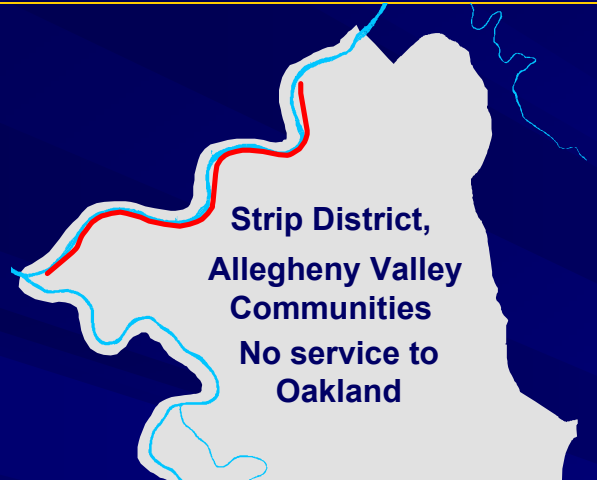 Strip District,
Allegheny Valley
Communities
No service to
Oakland